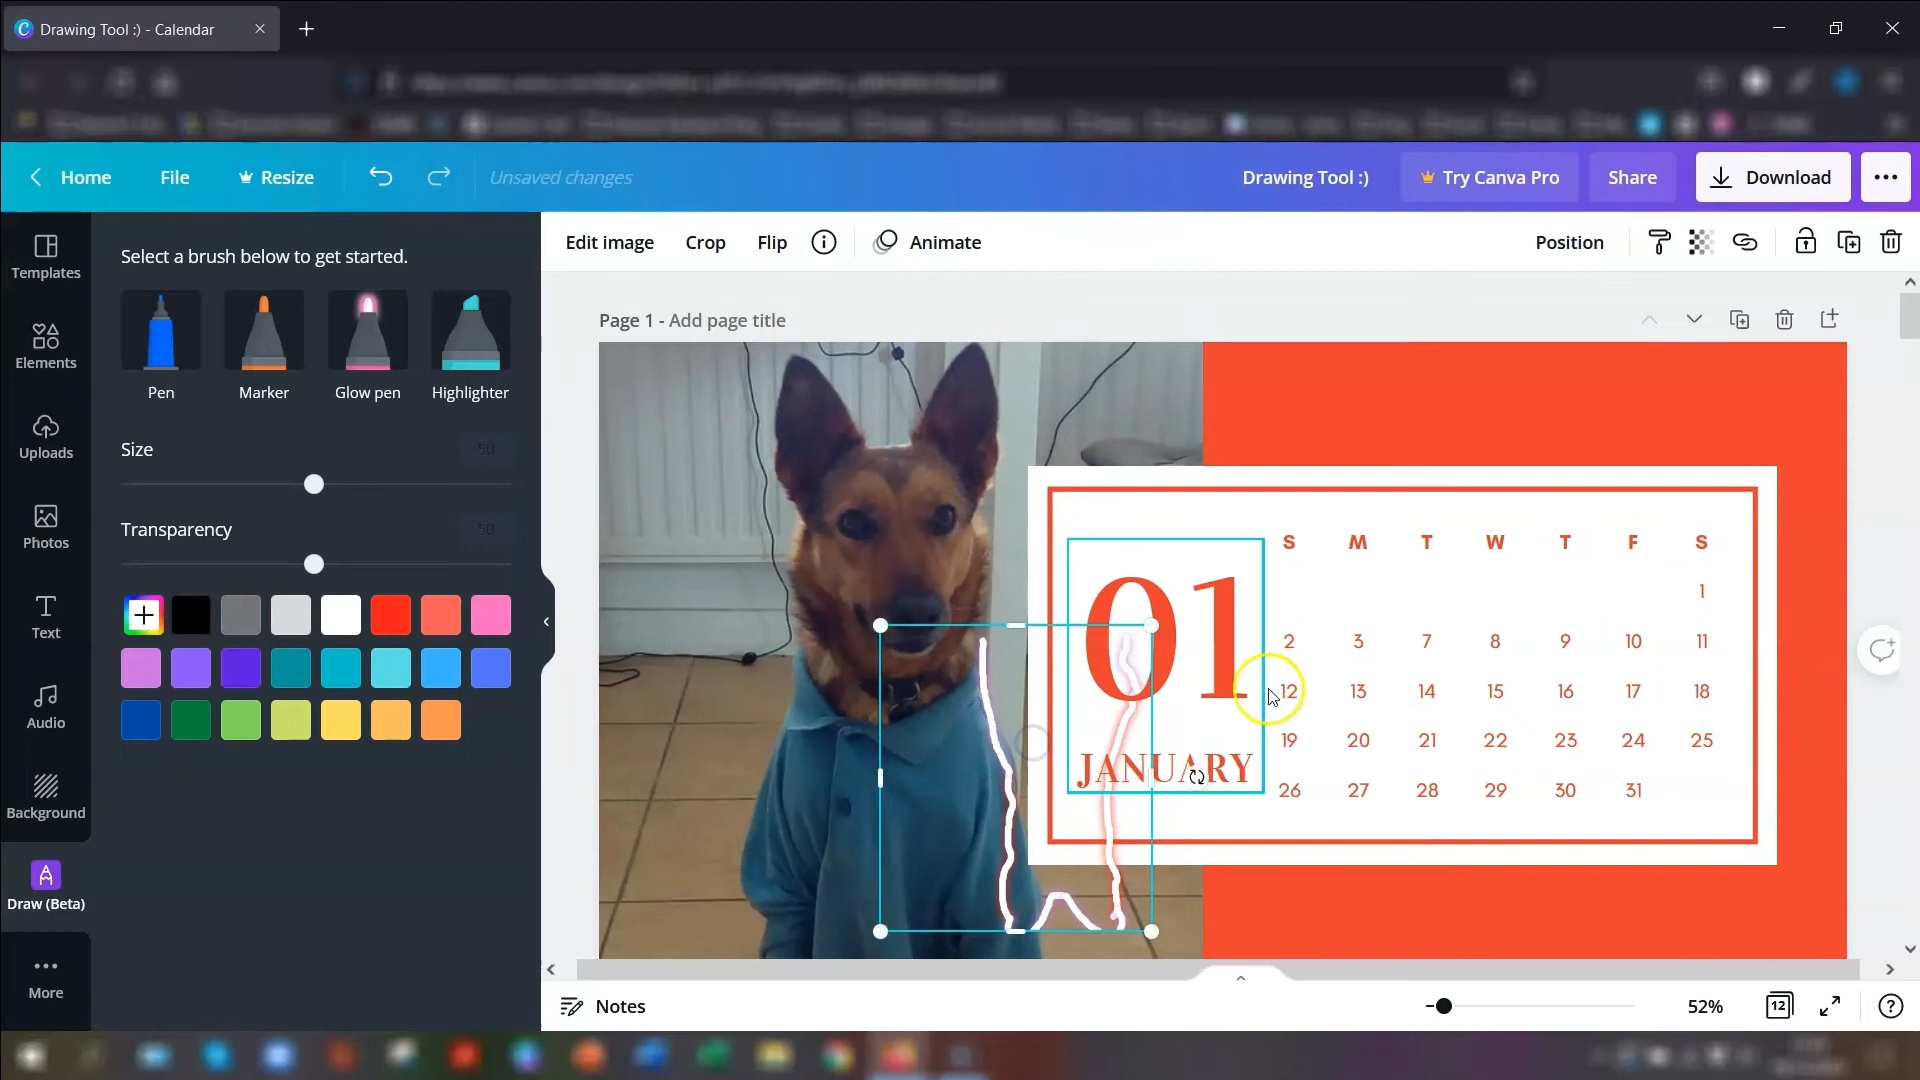 Drawing Tool :) - Calendar
Home
File
Resize
Unsaved changes
Drawing Tool :)
Try Canva Pro
Share
Download
Templates
Elements
Uploads
Photos
Text
Audio
Background
Draw (Beta)
More
Select a brush below to get started.
Pen Marker Glow pen Highlighter
Size 50
Transparency 50
Edit image Crop Flip Animate Position
Page 1 - Add page title
01
JANUARY
S M T W T F S
1
2 3 7 8 9 10 11
12 13 14 15 16 17 18
19 20 21 22 23 24 25
26 27 28 29 30 31
Notes
52%
12